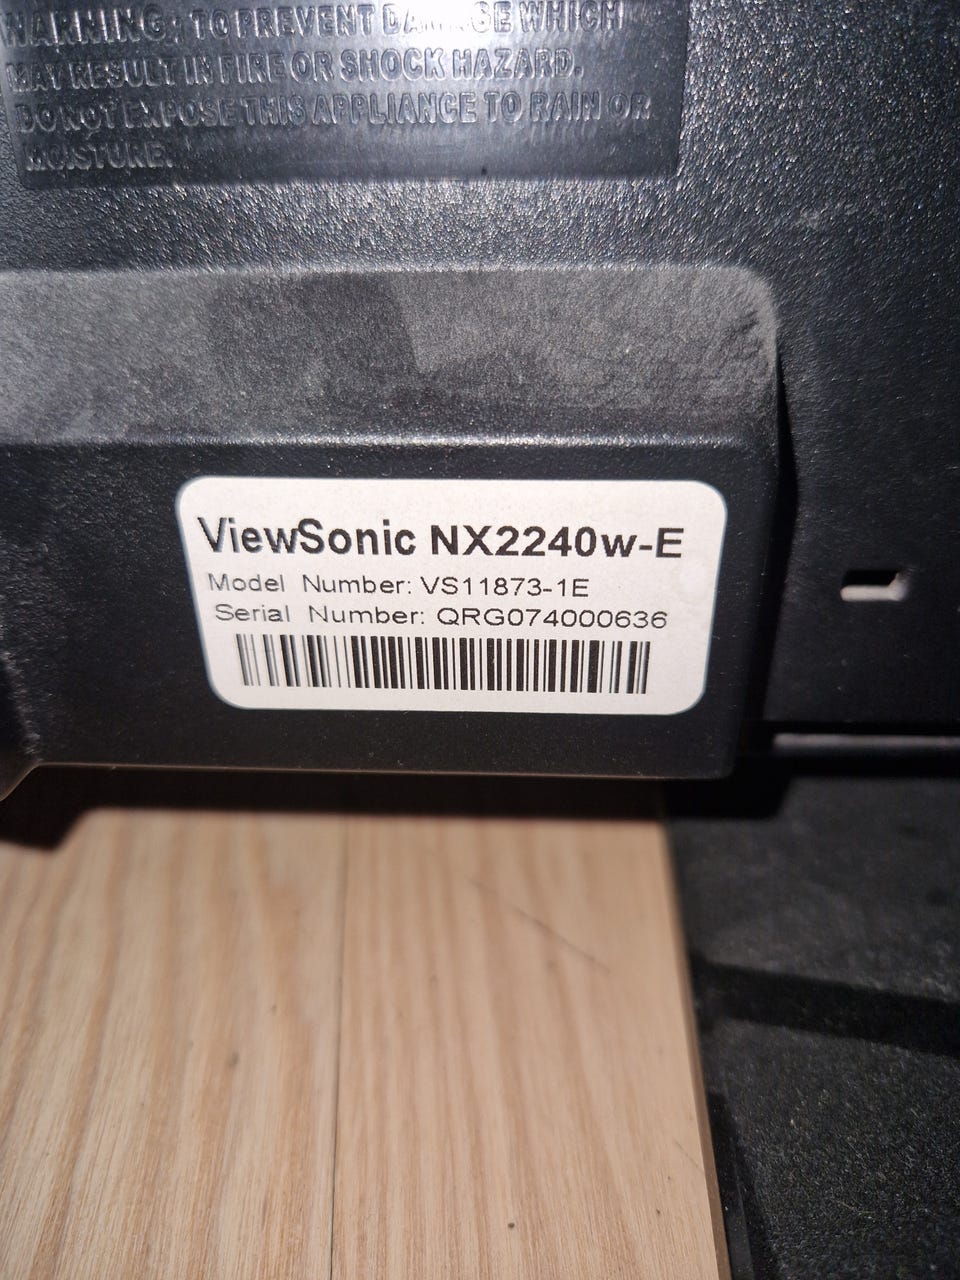 WARNING: TO PREVENT DAMAGE WHICH
MAY RESULT IN FIRE OR SHOCK HAZARD.
DO NOT EXPOSE THIS APPLIANCE TO RAIN OR
MOISTURE.
ViewSonic NX2240w-E
Model Number: VS11873-1E
Serial Number: QRG074000636